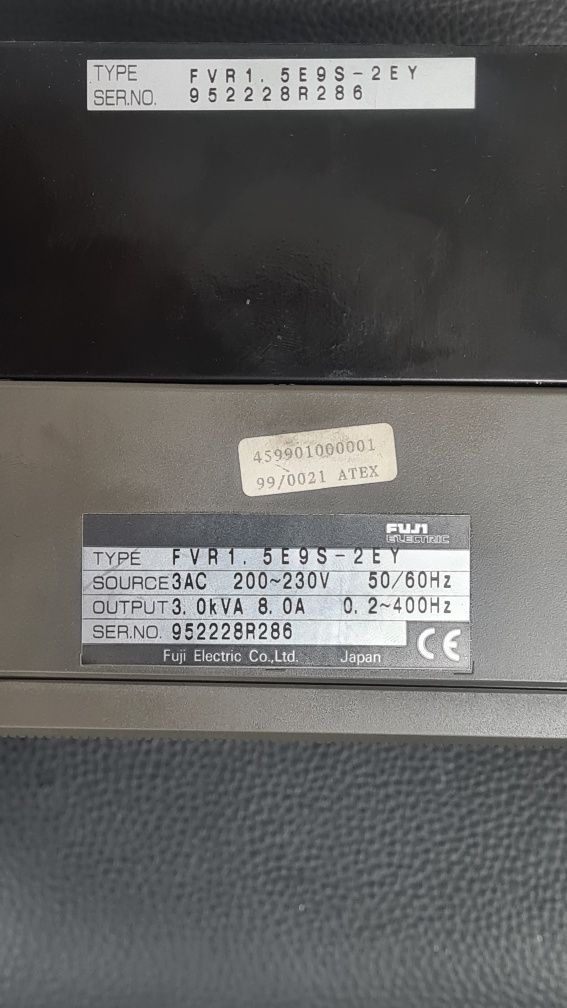 TYPE FVR1.5E9S-2EY
SER.NO. 952228R286
459901000001
99/0021 ATEX
FUJI
ELECTRIC
TYPE FVR1.5E9S-2EY
SOURCE 3AC 200~230V 50/60Hz
OUTPUT 3.0kVA 8.0A 0.2~400Hz
SER.NO. 952228R286
CE
Fuji Electric Co.,Ltd. Japan